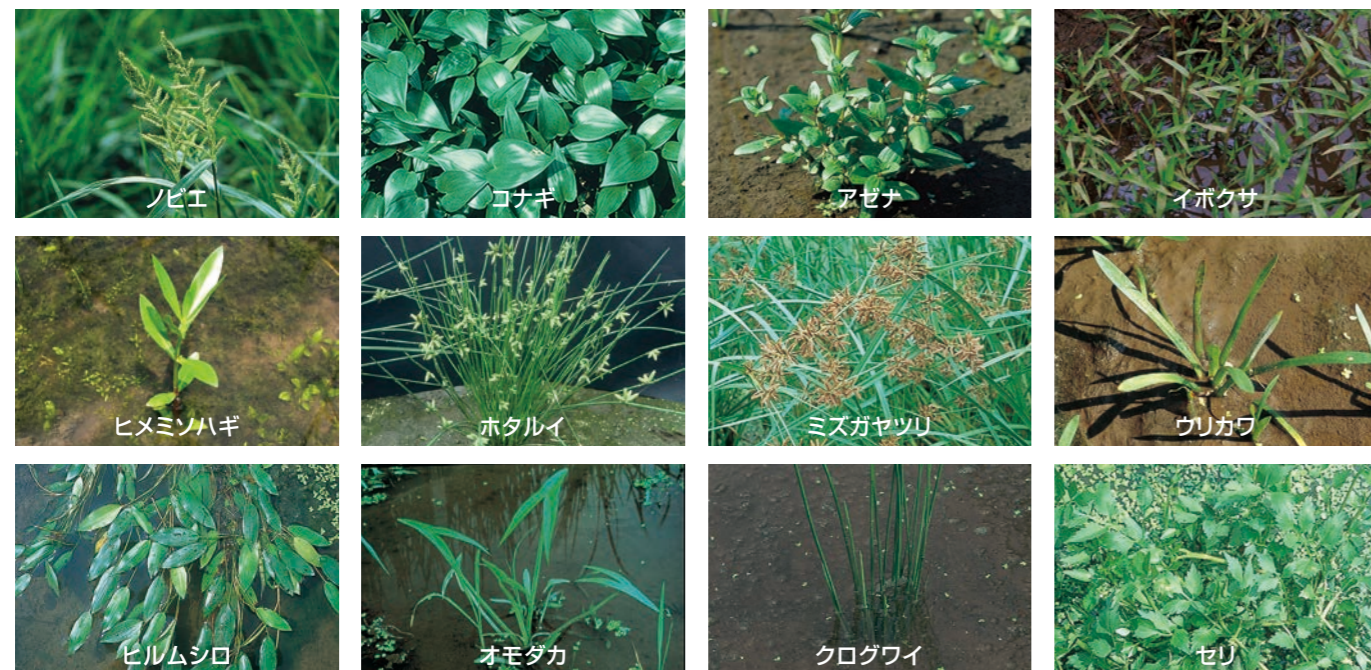 ノビエ
コナギ
アゼナ
イボクサ
ヒメミソハギ
ホタルイ
ミズガヤツリ
ウリカワ
ヒルムシロ
オモダカ
クログワイ
セリ